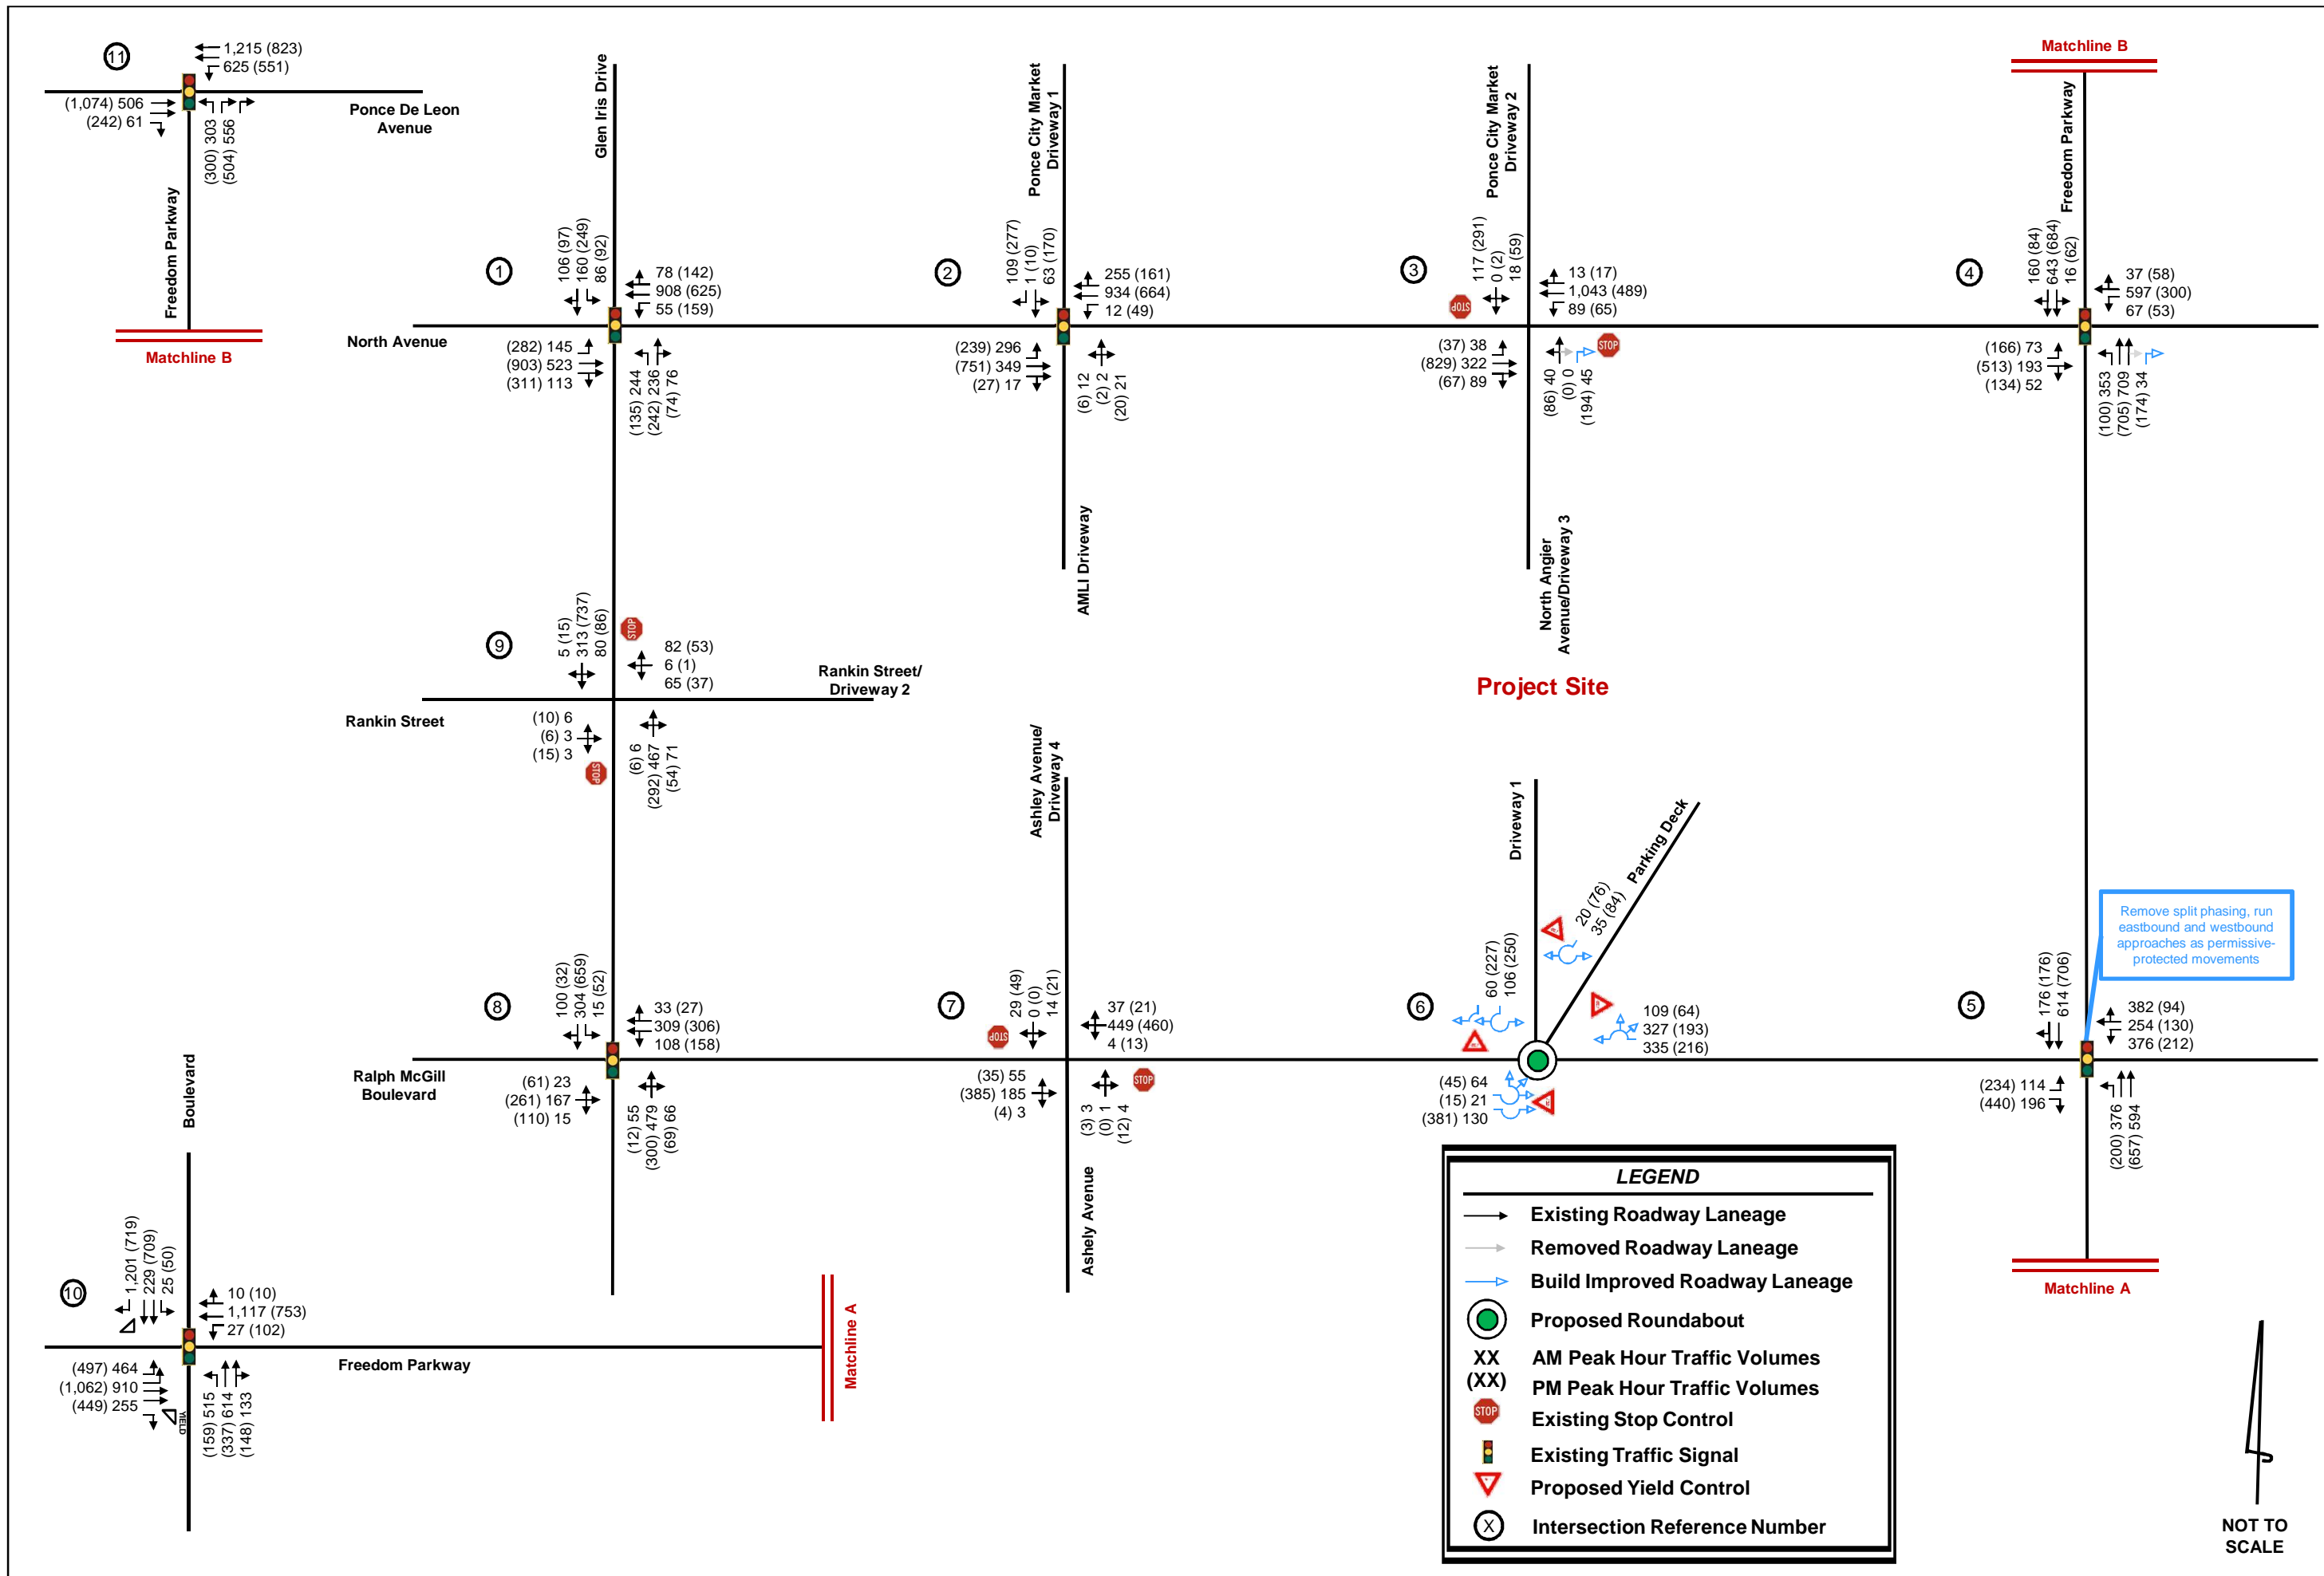 11
1,215 (823)
625 (551)
(1,074) 506
(242) 61
(300) 303
(504) 556
Ponce De Leon
Avenue
Freedom Parkway
Matchline B
Glen Iris Drive
1
106 (97)
160 (249)
86 (92)
78 (142)
908 (625)
55 (159)
North Avenue
(282) 145
(903) 523
(311) 113
(135) 244
(242) 236
(74) 76
Ponce City Market
Driveway 1
2
109 (277)
1 (10)
63 (170)
255 (161)
934 (664)
12 (49)
(239) 296
(751) 349
(27) 17
(6) 12
(2) 2
(20) 21
AMLI Driveway
Ponce City Market
Driveway 2
3
117 (291)
0 (2)
18 (59)
STOP
13 (17)
1,043 (489)
89 (65)
STOP
(37) 38
(829) 322
(67) 89
(86) 40
(0) 0
(194) 45
North Angier
Avenue/Driveway 3
Matchline B
Freedom Parkway
4
160 (84)
643 (684)
16 (62)
37 (58)
597 (300)
67 (53)
(166) 73
(513) 193
(134) 52
(100) 353
(705) 709
(174) 34
9
5 (15)
313 (737)
80 (86)
STOP
82 (53)
6 (1)
65 (37)
Rankin Street/
Driveway 2
Rankin Street
(10) 6
(6) 3
(15) 3
STOP
(6) 6
(292) 467
(54) 71
Project Site
Ashley Avenue/
Driveway 4
Driveway 1
Parking Deck
8
100 (32)
304 (659)
15 (52)
33 (27)
309 (306)
108 (158)
Ralph McGill
Boulevard
(61) 23
(261) 167
(110) 15
(12) 55
(300) 479
(69) 66
7
29 (49)
0 (0)
14 (21)
STOP
37 (21)
449 (460)
4 (13)
(35) 55
(385) 185
(4) 3
(3) 3
(0) 1
(12) 4
STOP
Ashely Avenue
6
60 (227)
106 (250)
20 (76)
35 (84)
109 (64)
327 (193)
335 (216)
(45) 64
(15) 21
(381) 130
Remove split phasing, run
eastbound and westbound
approaches as permissive-
protected movements
5
176 (176)
614 (706)
382 (94)
254 (130)
376 (212)
(234) 114
(440) 196
(200) 376
(657) 594
Matchline A
Boulevard
10
1,201 (719)
229 (709)
25 (50)
10 (10)
1,117 (753)
27 (102)
Freedom Parkway
(497) 464
(1,062) 910
(449) 255
YIELD
(159) 515
(337) 614
(148) 133
Matchline A
LEGEND
Existing Roadway Laneage
Removed Roadway Laneage
Build Improved Roadway Laneage
Proposed Roundabout
XX AM Peak Hour Traffic Volumes
(XX) PM Peak Hour Traffic Volumes
STOP Existing Stop Control
Existing Traffic Signal
Proposed Yield Control
X Intersection Reference Number
NOT TO
SCALE